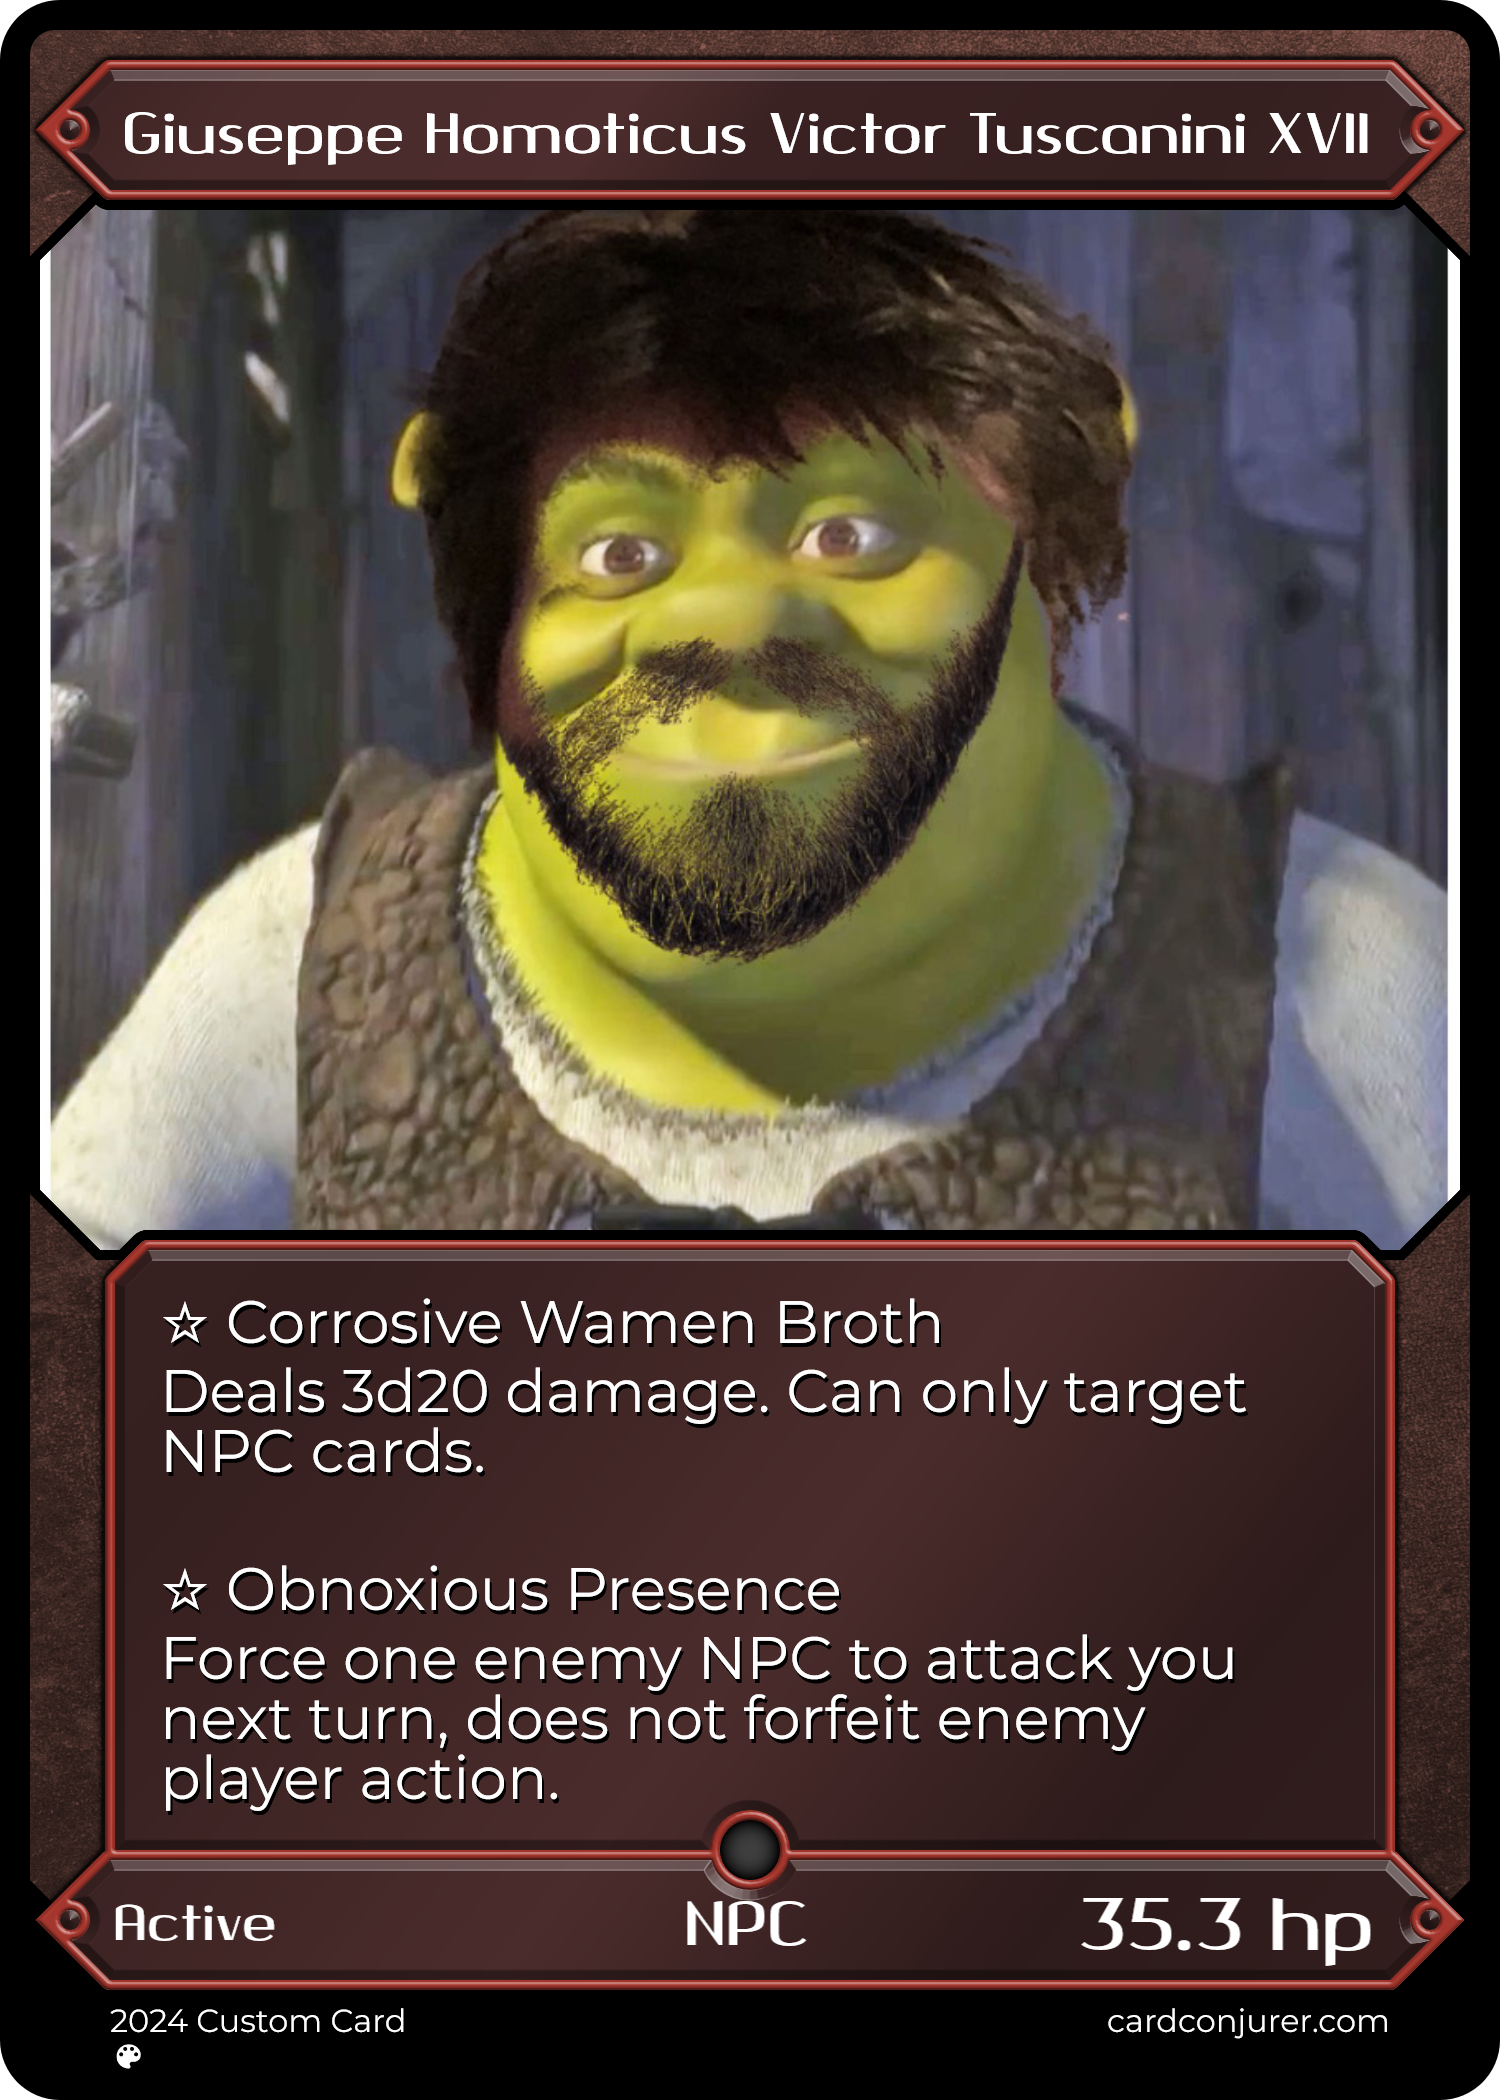 Giuseppe Homoticus Victor Tuscanini XVII
☆ Corrosive Wamen Broth
Deals 3d20 damage. Can only target
NPC cards.
☆ Obnoxious Presence
Force one enemy NPC to attack you
next turn, does not forfeit enemy
player action.
Active NPC 35.3 hp
2024 Custom Card cardconjurer.com